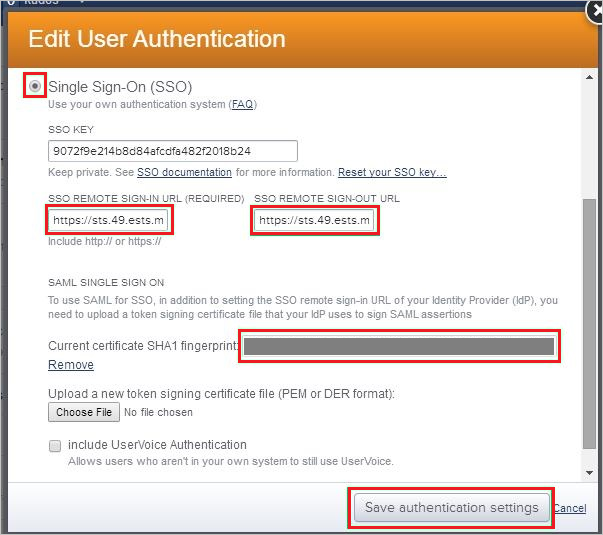 Edit User Authentication
Single Sign-On (SSO)
Use your own authentication system (FAQ)
SSO KEY
9072f9e214b8d84afcdfa482f2018b24
Keep private. See SSO documentation for more information. Reset your SSO key...
SSO REMOTE SIGN-IN URL (REQUIRED) SSO REMOTE SIGN-OUT URL
https://sts.49.ests.m https://sts.49.ests.m
Include http:// or https://
SAML SINGLE SIGN ON
To use SAML for SSO, in addition to setting the SSO remote sign-in URL of your Identity Provider (IdP), you
need to upload a token signing certificate file that your IdP uses to sign SAML assertions
Current certificate SHA1 fingerprint:
Remove
Upload a new token signing certificate file (PEM or DER format):
Choose File No file chosen
include UserVoice Authentication
Allows users who aren't in your own system to still use UserVoice.
Save authentication settings Cancel